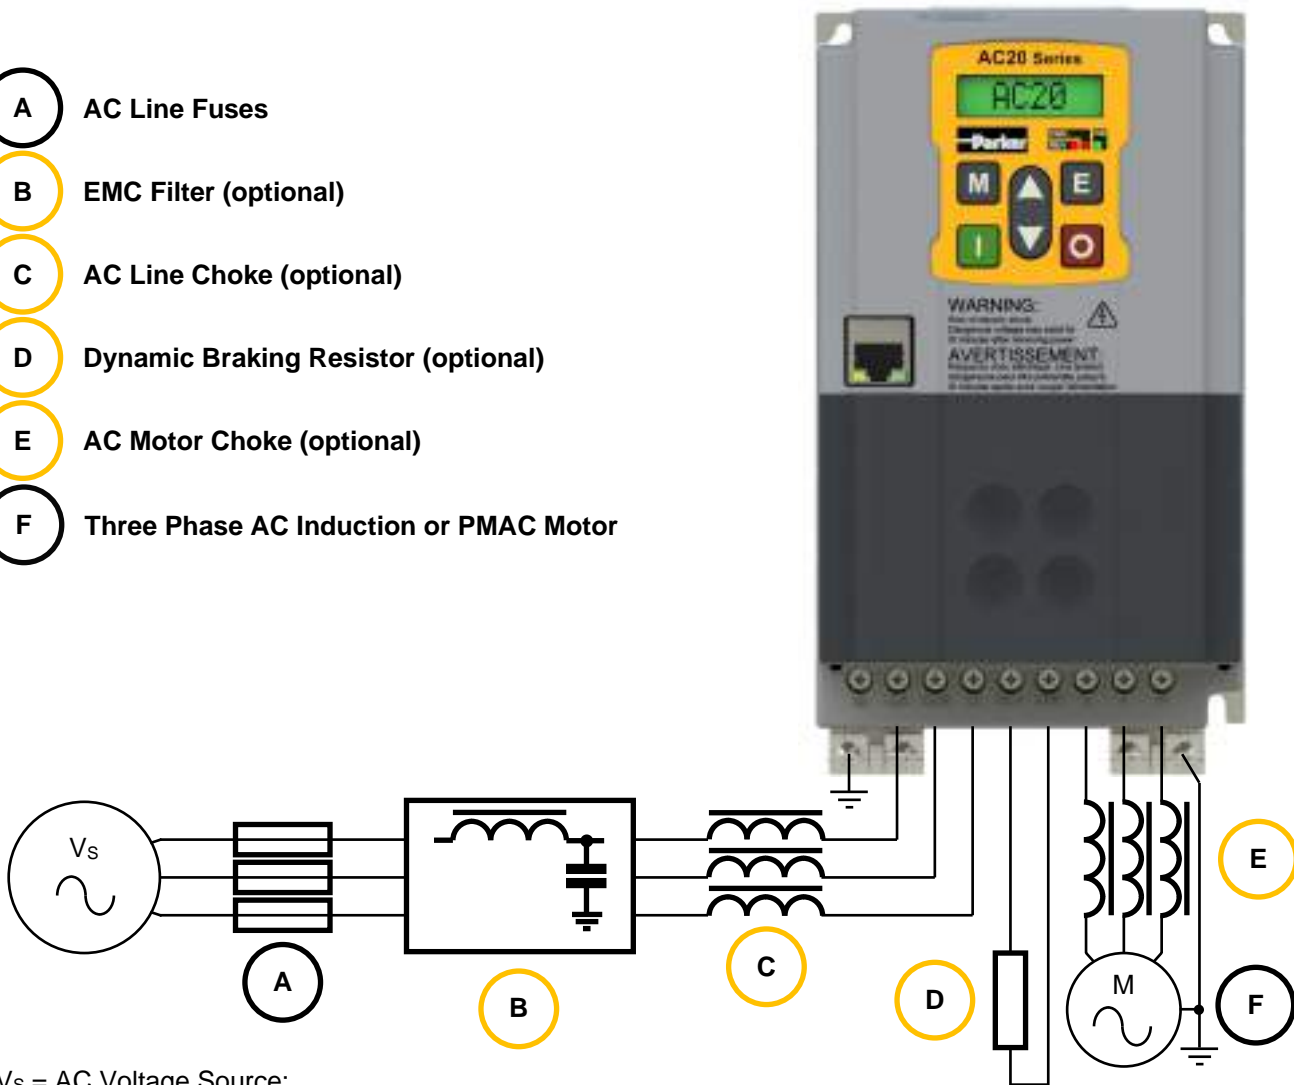 A AC Line Fuses
B EMC Filter (optional)
C AC Line Choke (optional)
D Dynamic Braking Resistor (optional)
E AC Motor Choke (optional)
F Three Phase AC Induction or PMAC Motor
AC20 Series
AC20
Parker
M E
I O
WARNING:
AVERTISSEMENT
Vs
A
B
C
D
M
E
F
Vs = AC Voltage Source: